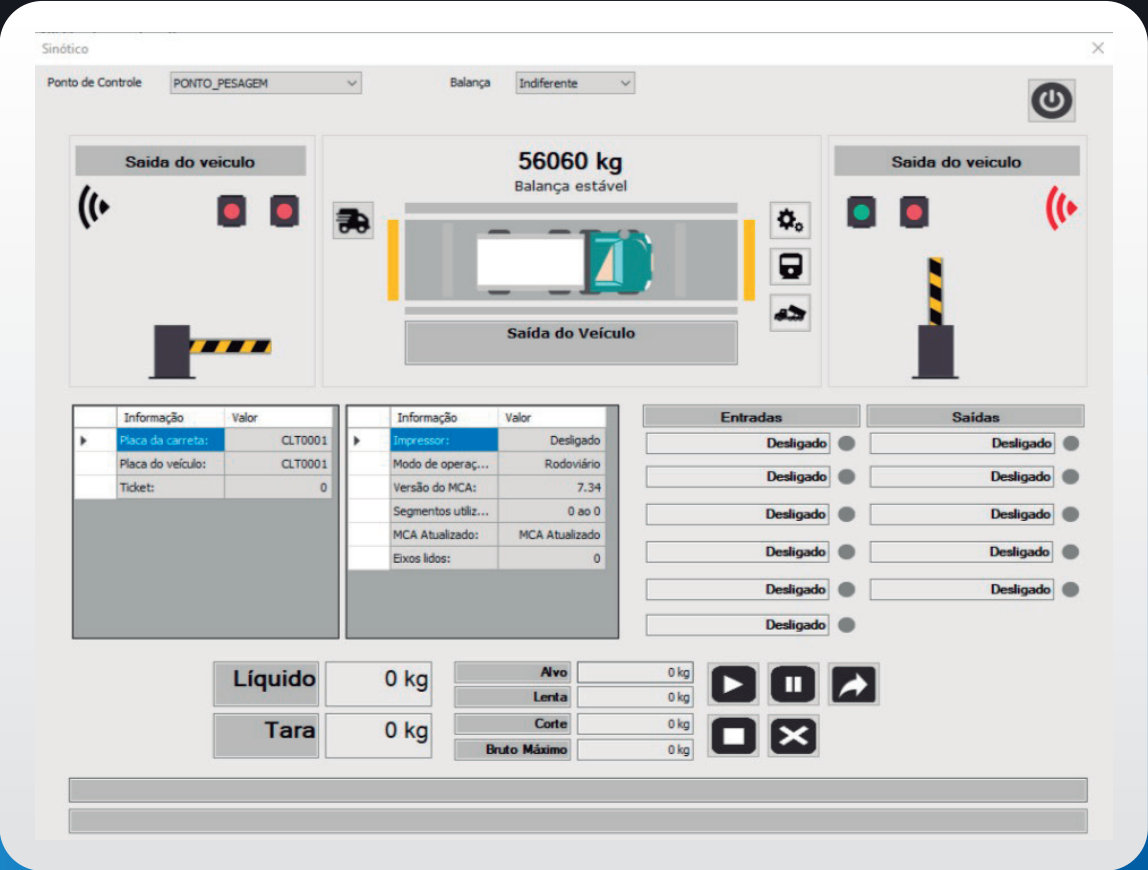 Sinótico
Ponto de Controle PONTO_PESAGEM Balança Indiferente
Saida do veiculo
56060 kg
Balança estável
Saída do Veículo
Saida do veiculo
Informação Valor
Placa da carreta: CLT0001
Placa do veículo: CLT0001
Ticket: 0
Informação Valor
Impressor: Desligado
Modo de operaç... Rodoviário
Versão do MCA: 7.34
Segmentos utiliz... 0 ao 0
MCA Atualizado: MCA Atualizado
Eixos lidos: 0
Entradas
Desligado
Desligado
Desligado
Desligado
Desligado
Desligado
Saídas
Desligado
Desligado
Desligado
Desligado
Desligado
Líquido 0 kg
Tara 0 kg
Alvo 0 kg
Lenta 0 kg
Corte 0 kg
Bruto Máximo 0 kg